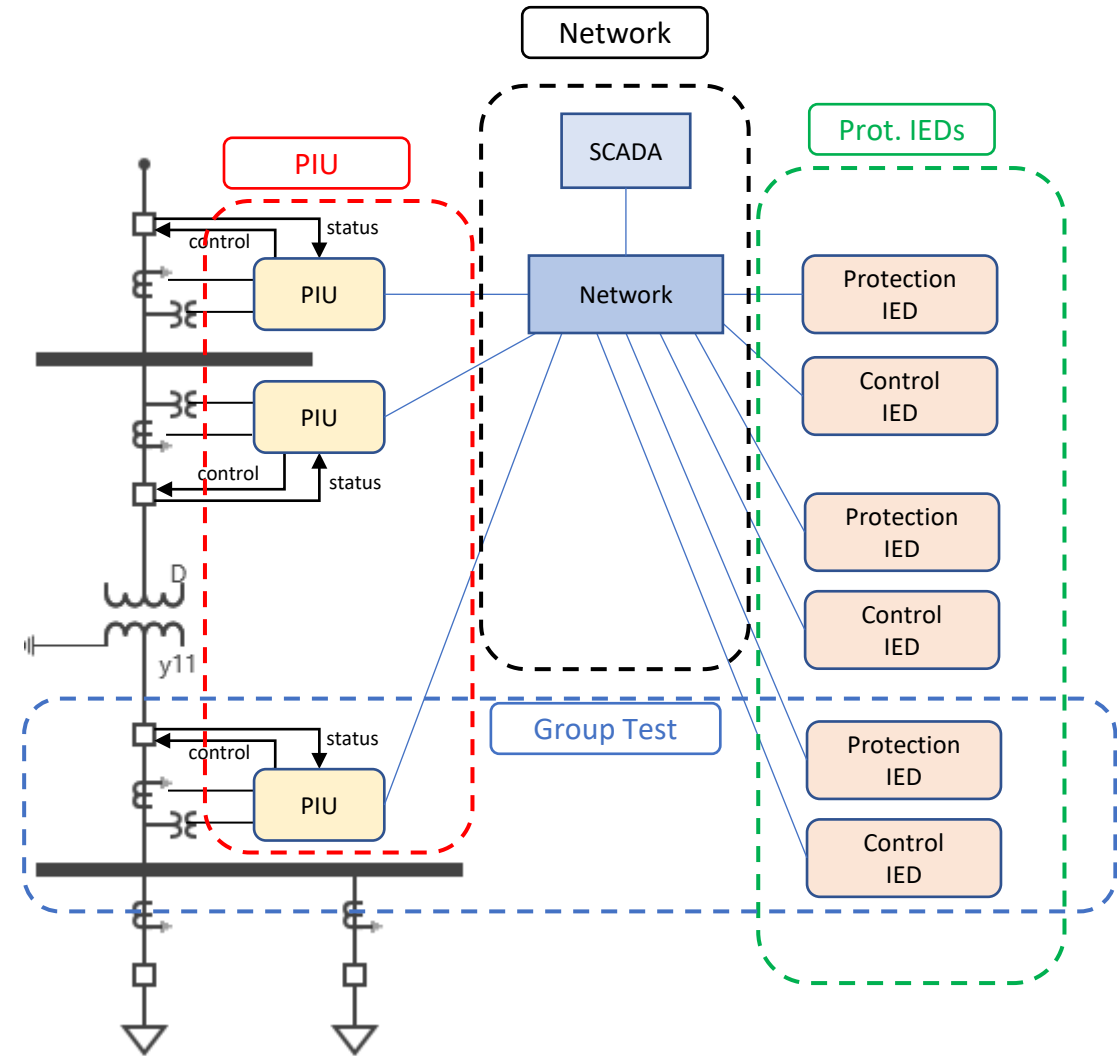 Network
SCADA
Prot. IEDs
PIU
status
control
PIU
Network
Protection
IED
PIU
Control
IED
control
status
Protection
IED
D
Control
IED
y11
Group Test
status
control
Protection
IED
PIU
Control
IED